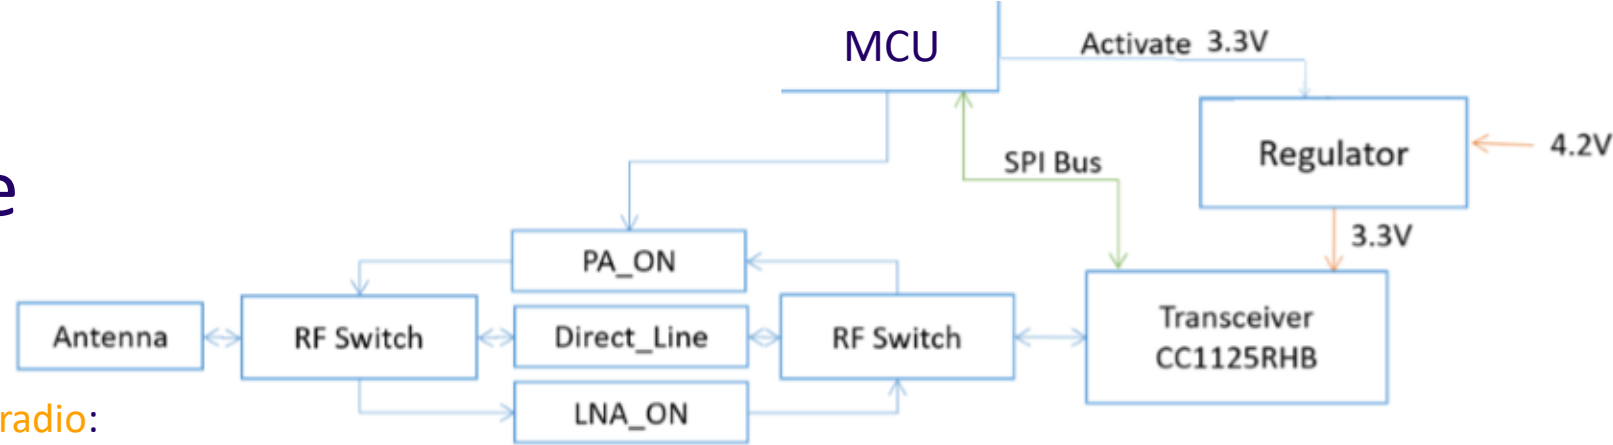 MCU
Activate 3.3V
Regulator
4.2V
SPI Bus
e
3.3V
PA_ON
Antenna
RF Switch
Direct_Line
RF Switch
Transceiver
CC1125RHB
LNA_ON
radio: